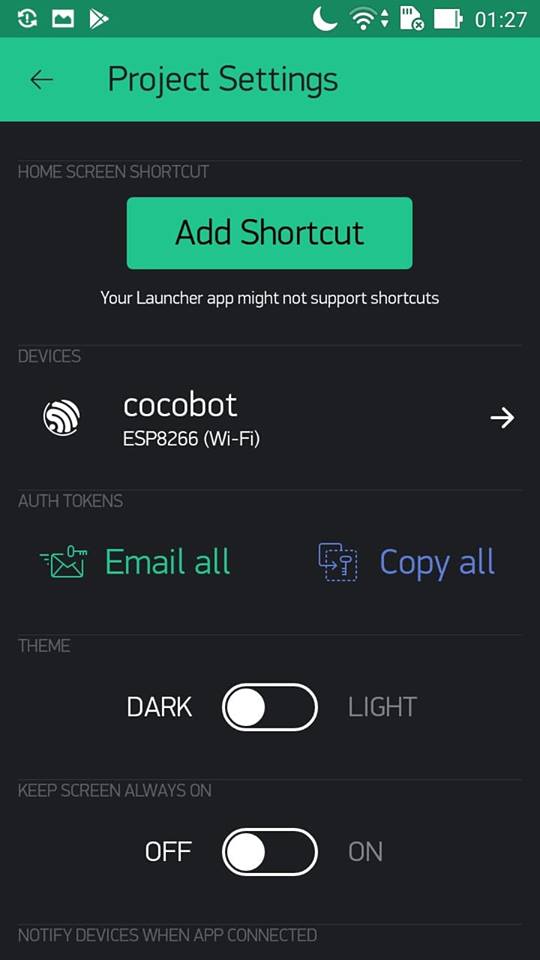 01:27
Project Settings
HOME SCREEN SHORTCUT
Add Shortcut
Your Launcher app might not support shortcuts
DEVICES
cocobot
ESP8266 (Wi-Fi)
AUTH TOKENS
Email all Copy all
THEME
DARK LIGHT
KEEP SCREEN ALWAYS ON
OFF ON
NOTIFY DEVICES WHEN APP CONNECTED